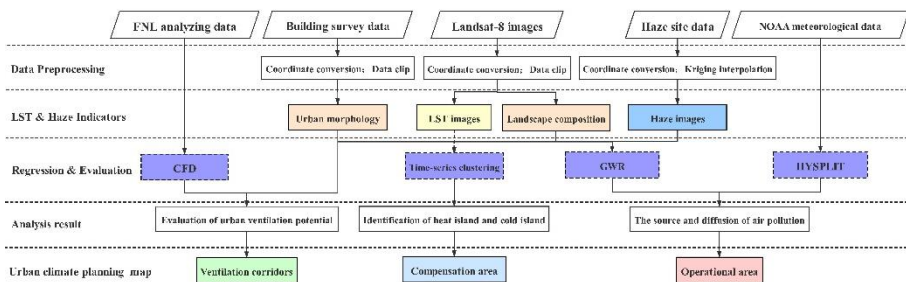 FNL analyzing data
Building survey data
Landsat-8 images
Haze site data
NOAA meteorological data
Data Preprocessing
Coordinate conversion; Data clip
Coordinate conversion; Data clip
Coordinate conversion; Kriging interpolation
LST & Haze Indicators
Urban morphology
LST images
Landscape composition
Haze images
Regression & Evaluation
CFD
Time-series clustering
GWR
HYSPLIT
Analysis result
Evaluation of urban ventilation potential
Identification of heat island and cold island
The source and diffusion of air pollution
Urban climate planning map
Ventilation corridors
Compensation area
Operational area